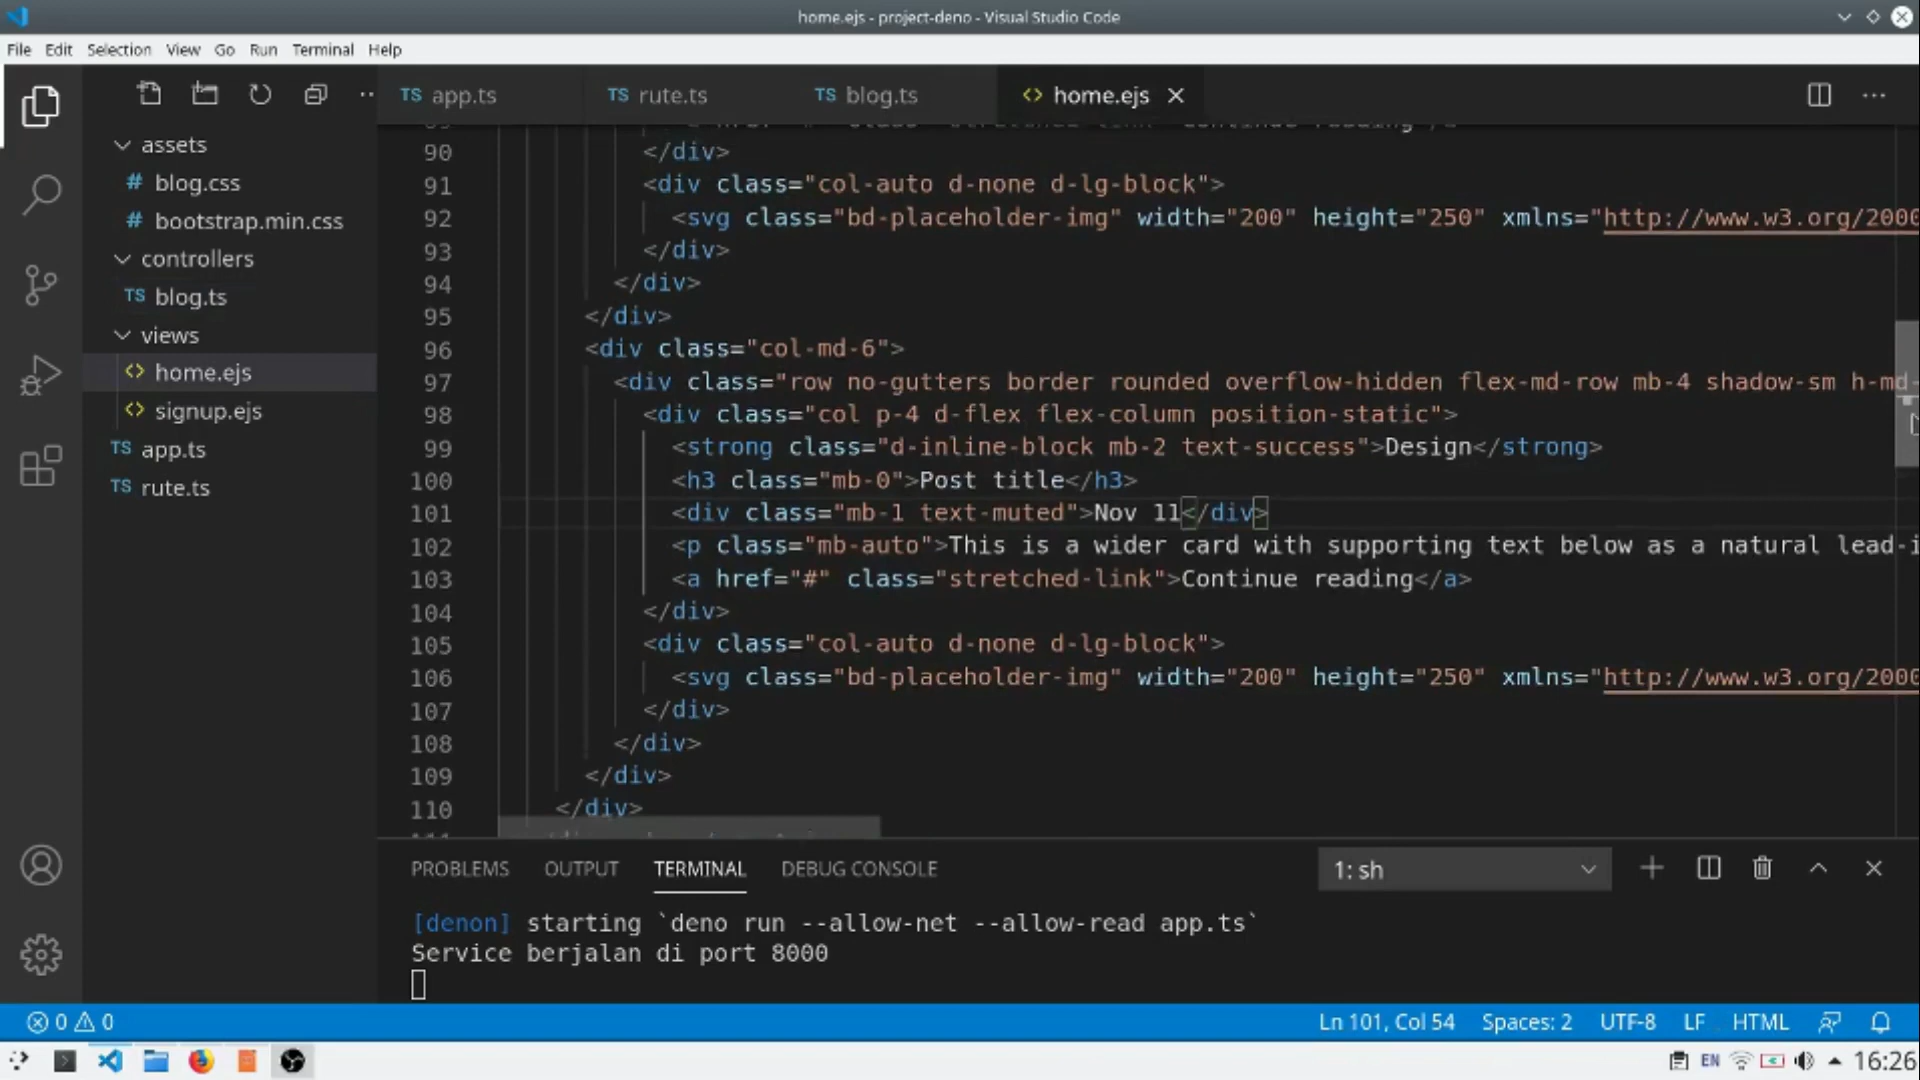 home.ejs - project-deno - Visual Studio Code
File Edit Selection View Go Run Terminal Help
TS app.ts TS rute.ts TS blog.ts <> home.ejs
assets
# blog.css
# bootstrap.min.css
controllers
TS blog.ts
views
<> home.ejs
<> signup.ejs
TS app.ts
TS rute.ts
90 </div>
91 <div class="col-auto d-none d-lg-block">
92 <svg class="bd-placeholder-img" width="200" height="250" xmlns="http://www.w3.org/2000
93 </div>
94 </div>
95 </div>
96 <div class="col-md-6">
97 <div class="row no-gutters border rounded overflow-hidden flex-md-row mb-4 shadow-sm h-md-
98 <div class="col p-4 d-flex flex-column position-static">
99 <strong class="d-inline-block mb-2 text-success">Design</strong>
100 <h3 class="mb-0">Post title</h3>
101 <div class="mb-1 text-muted">Nov 11</div>
102 <p class="mb-auto">This is a wider card with supporting text below as a natural lead-i
103 <a href="#" class="stretched-link">Continue reading</a>
104 </div>
105 <div class="col-auto d-none d-lg-block">
106 <svg class="bd-placeholder-img" width="200" height="250" xmlns="http://www.w3.org/2000
107 </div>
108 </div>
109 </div>
110 </div>
PROBLEMS OUTPUT TERMINAL DEBUG CONSOLE 1: sh
[denon] starting `deno run --allow-net --allow-read app.ts`
Service berjalan di port 8000
0 0 Ln 101, Col 54 Spaces: 2 UTF-8 LF HTML
EN 16:26